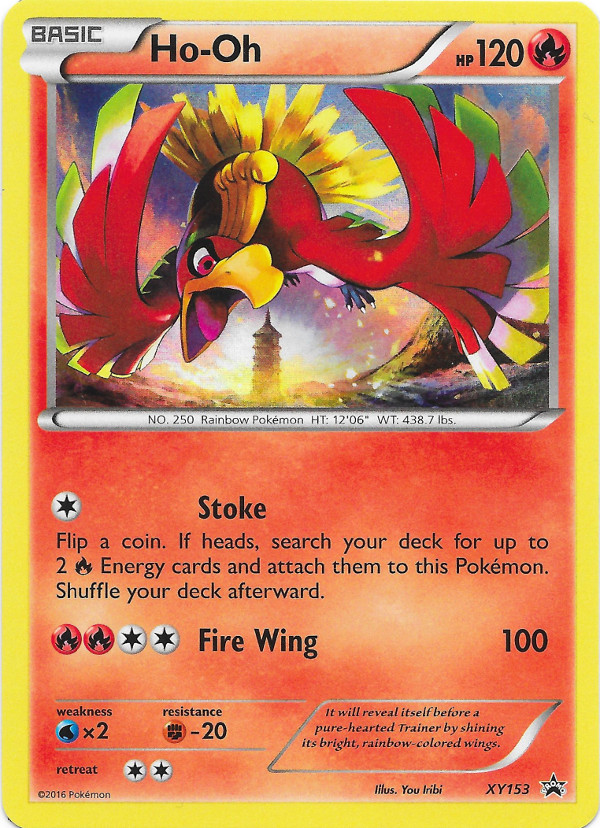 BASIC Ho-Oh HP 120
NO. 250 Rainbow Pokémon HT: 12'06" WT: 438.7 lbs.
Stoke
Flip a coin. If heads, search your deck for up to
2 Energy cards and attach them to this Pokémon.
Shuffle your deck afterward.
Fire Wing 100
weakness resistance
×2 -20
retreat
It will reveal itself before a
pure-hearted Trainer by shining
its bright, rainbow-colored wings.
©2016 Pokémon Illus. You Iribi XY153
PROMO